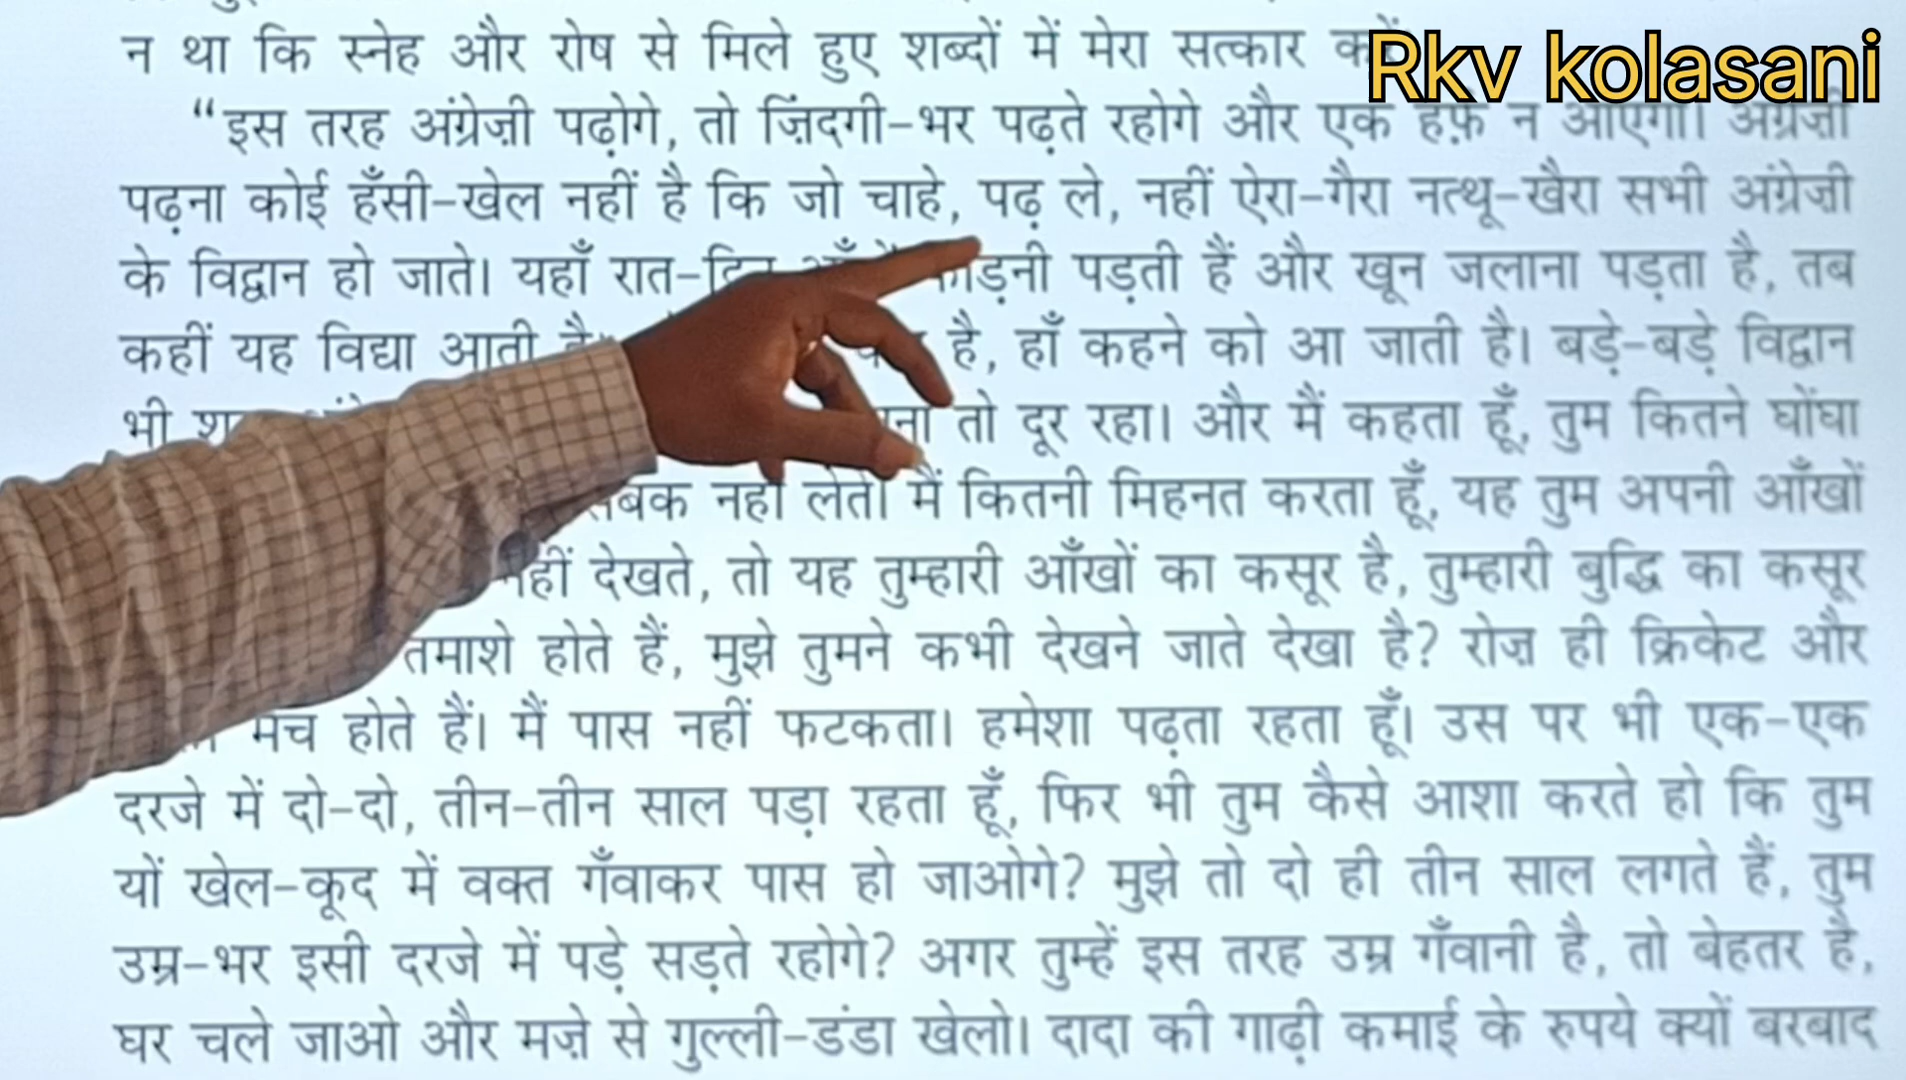 न था कि स्नेह और रोष से मिले हुए शब्दों में मेरा सत्कार
Rkv kolasani
“इस तरह अंग्रेज़ी पढ़ोगे, तो ज़िंदगी-भर पढ़ते रहोगे और एक हर्फ़ न आएगा। अंग्रेज़ी
पढ़ना कोई हँसी-खेल नहीं है कि जो चाहे, पढ़ ले, नहीं ऐरा-गैरा नत्थू-खैरा सभी अंग्रेज़ी
के विद्वान हो जाते। यहाँ रात-दिन पड़ती हैं और खून जलाना पड़ता है, तब
कहीं यह विद्या आती है, हाँ कहने को आ जाती है। बड़े-बड़े विद्वान
भी तो दूर रहा। और मैं कहता हूँ, तुम कितने घोंघा
नहीं लेते। मैं कितनी मिहनत करता हूँ, यह तुम अपनी आँखों
नहीं देखते, तो यह तुम्हारी आँखों का कसूर है, तुम्हारी बुद्धि का कसूर
तमाशे होते हैं, मुझे तुमने कभी देखने जाते देखा है? रोज़ ही क्रिकेट और
मैच होते हैं। मैं पास नहीं फटकता। हमेशा पढ़ता रहता हूँ। उस पर भी एक-एक
दरजे में दो-दो, तीन-तीन साल पड़ा रहता हूँ, फिर भी तुम कैसे आशा करते हो कि तुम
यों खेल-कूद में वक्त गँवाकर पास हो जाओगे? मुझे तो दो ही तीन साल लगते हैं, तुम
उम्र-भर इसी दरजे में पड़े सड़ते रहोगे? अगर तुम्हें इस तरह उम्र गँवानी है, तो बेहतर है,
घर चले जाओ और मज़े से गुल्ली-डंडा खेलो। दादा की गाढ़ी कमाई के रुपये क्यों बरबाद